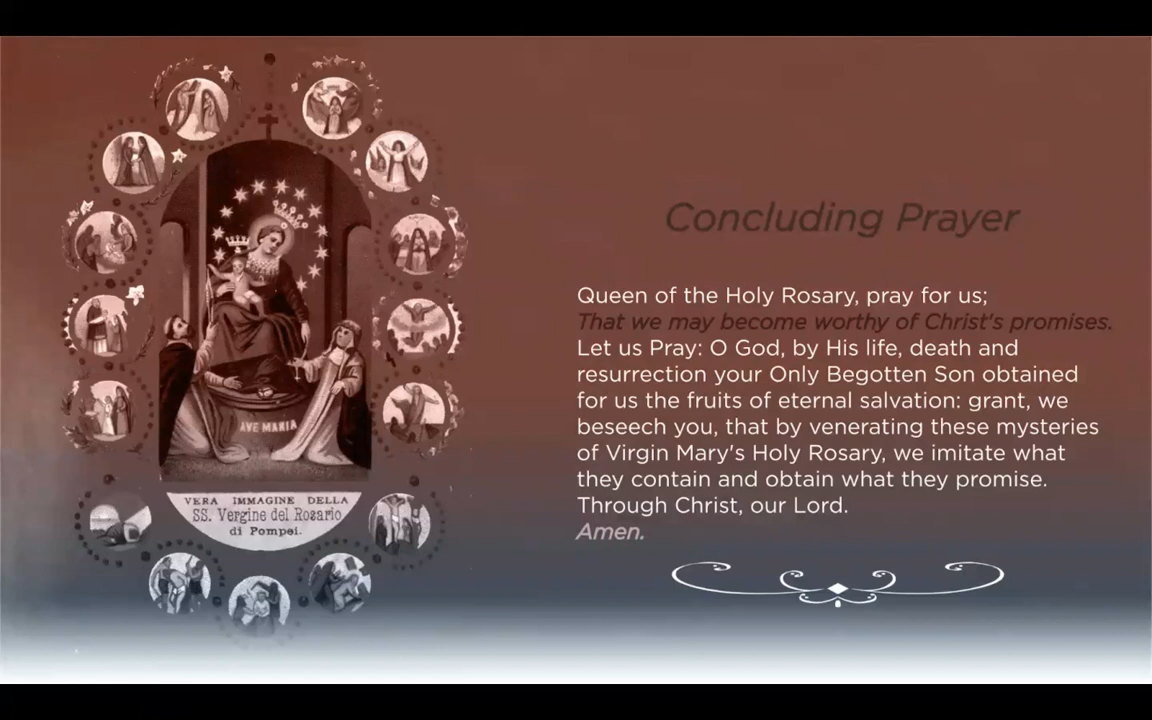 AVE MARIA
VERA IMMAGINE DELLA
SS. Vergine del Rosario
di Pompei.
Concluding Prayer
Queen of the Holy Rosary, pray for us;
That we may become worthy of Christ's promises.
Let us Pray: O God, by His life, death and
resurrection your Only Begotten Son obtained
for us the fruits of eternal salvation: grant, we
beseech you, that by venerating these mysteries
of Virgin Mary's Holy Rosary, we imitate what
they contain and obtain what they promise.
Through Christ, our Lord.
Amen.